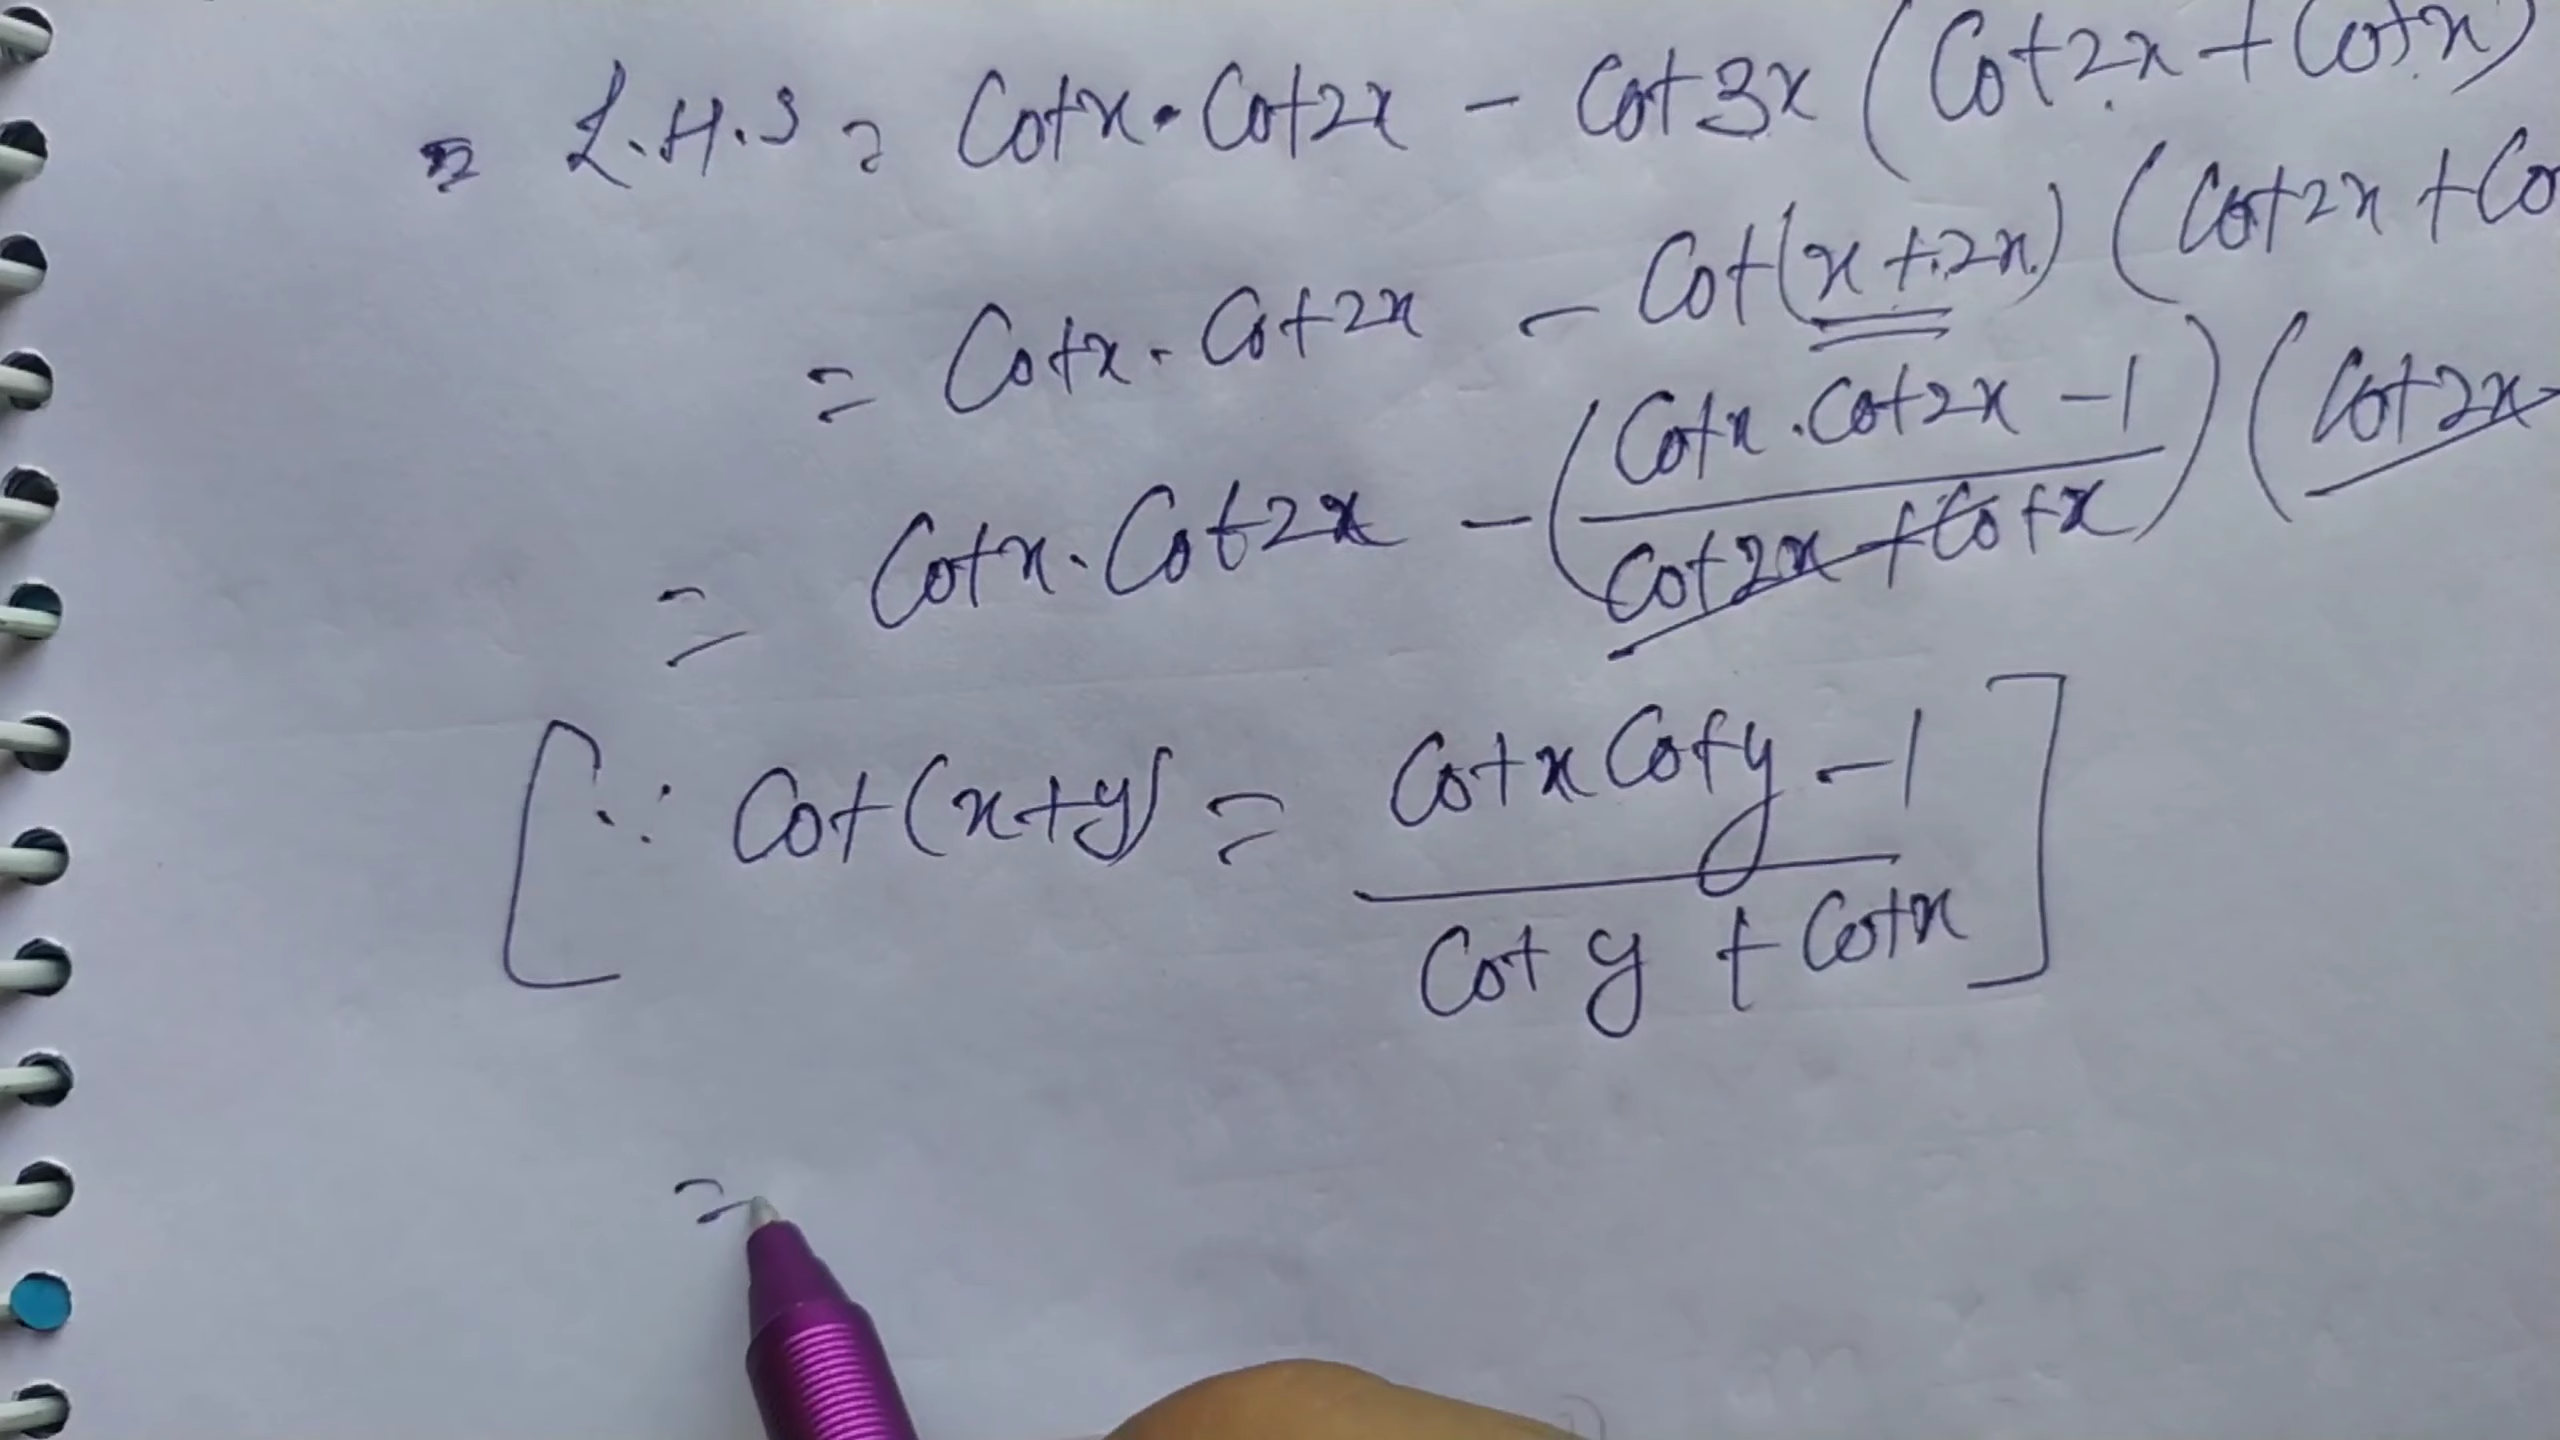 = L.H.S = Cotx · Cot2x - Cot3x (Cot2x + Cotx)
= Cotx · Cot2x - Cot(x+2x) (Cot2x + Co
= Cotx · Cot2x - (Cotx · Cot2x - 1 / Cot2x + Cotx) (Cot2x
[∵ Cot(x+y) = Cotx Coty - 1 / Cot y + Cotx]
=